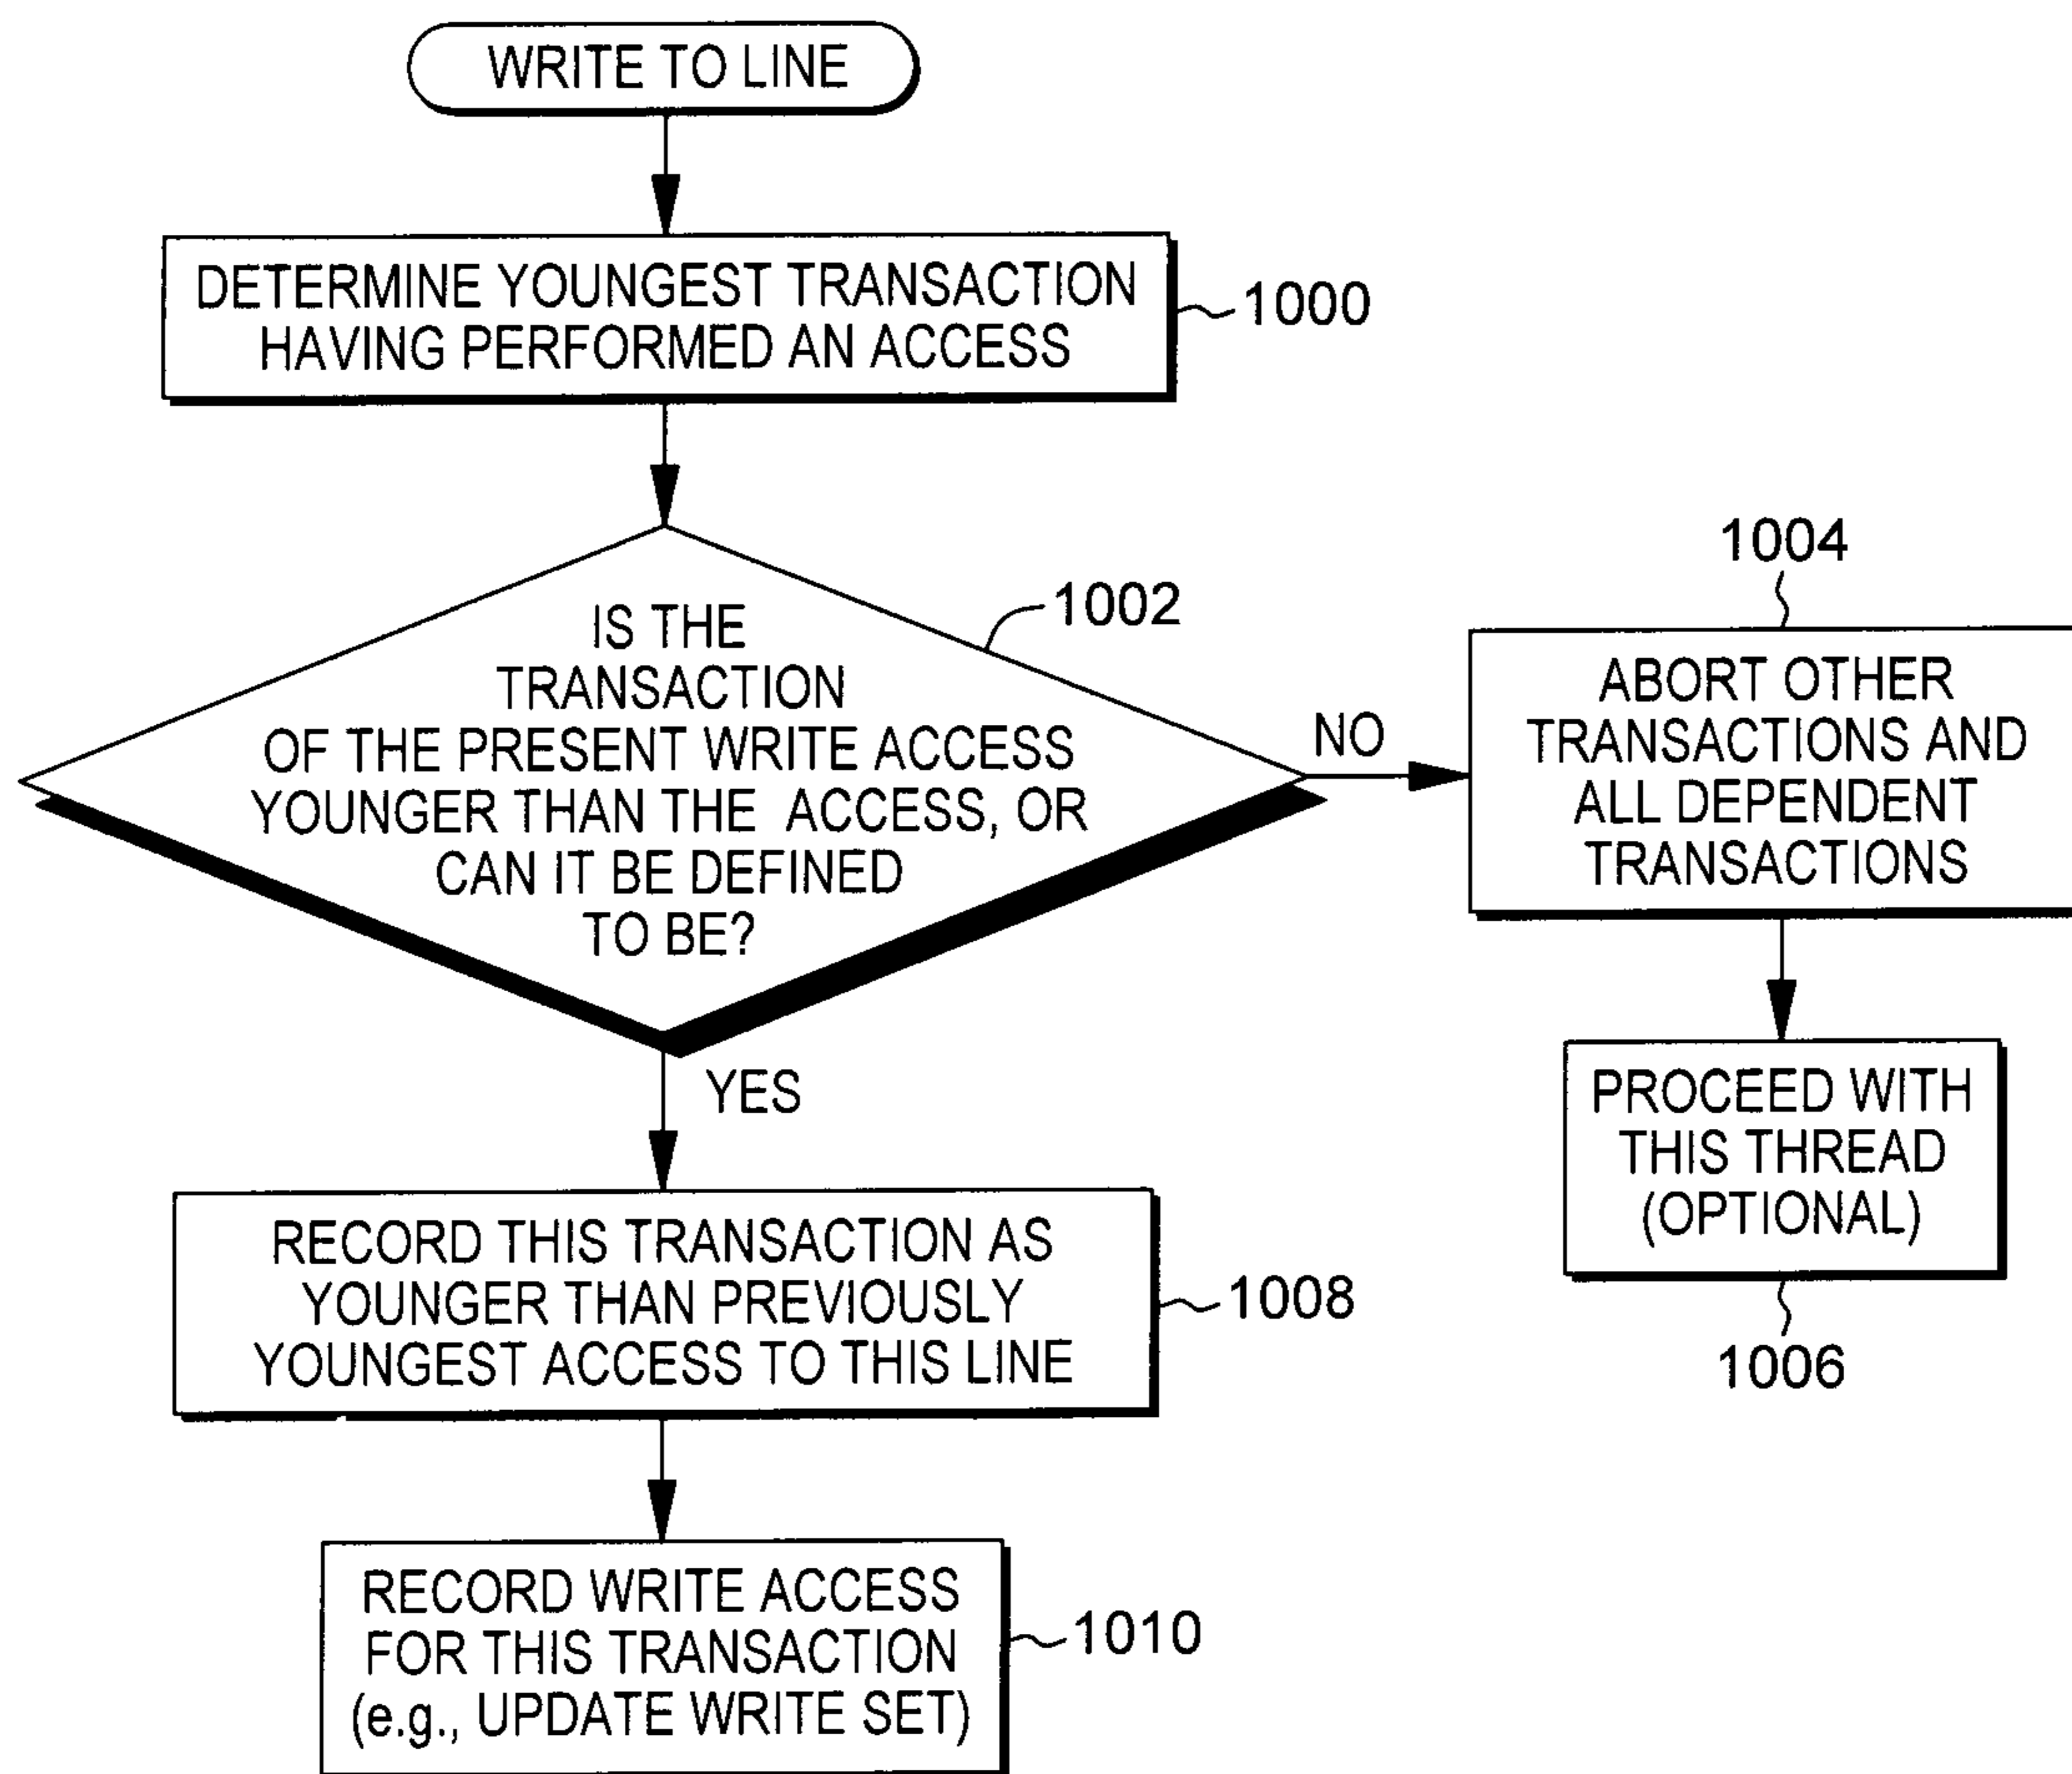 WRITE TO LINE
DETERMINE YOUNGEST TRANSACTION
HAVING PERFORMED AN ACCESS
1000
IS THE
TRANSACTION
OF THE PRESENT WRITE ACCESS
YOUNGER THAN THE ACCESS, OR
CAN IT BE DEFINED
TO BE?
1002
NO
1004
ABORT OTHER
TRANSACTIONS AND
ALL DEPENDENT
TRANSACTIONS
PROCEED WITH
THIS THREAD
(OPTIONAL)
1006
YES
RECORD THIS TRANSACTION AS
YOUNGER THAN PREVIOUSLY
YOUNGEST ACCESS TO THIS LINE
1008
RECORD WRITE ACCESS
FOR THIS TRANSACTION
(e.g., UPDATE WRITE SET)
1010